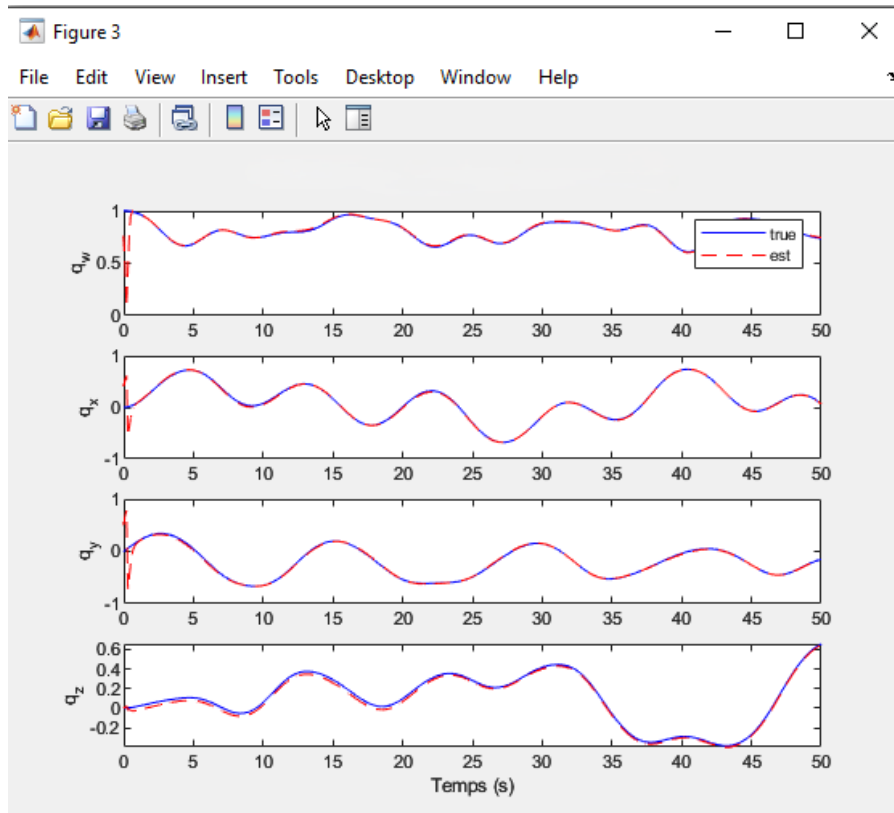 Figure 3
File Edit View Insert Tools Desktop Window Help
1
0.5
0
q_w
true
est
0 5 10 15 20 25 30 35 40 45 50
1
0
-1
q_x
0 5 10 15 20 25 30 35 40 45 50
1
0
-1
q_y
0 5 10 15 20 25 30 35 40 45 50
0.6
0.4
0.2
0
-0.2
q_z
0 5 10 15 20 25 30 35 40 45 50
Temps (s)